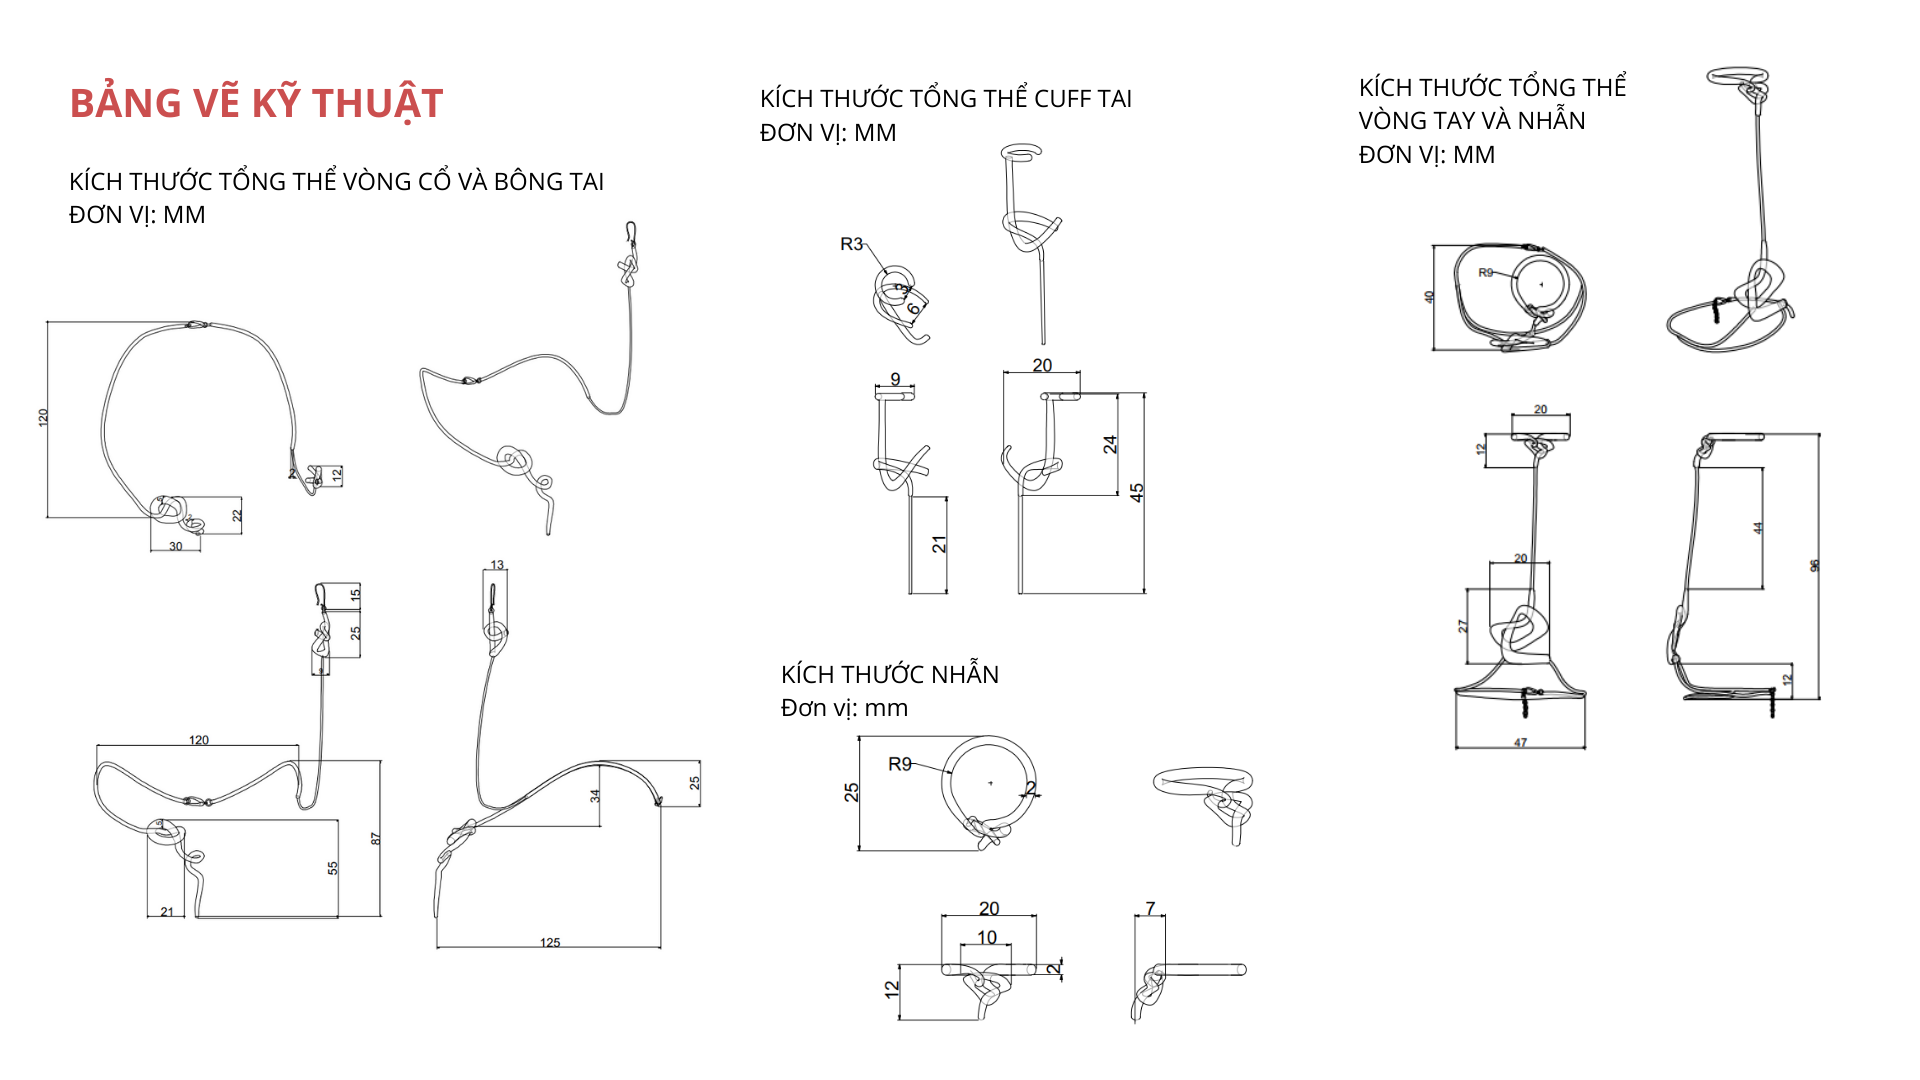 BẢNG VẼ KỸ THUẬT
KÍCH THƯỚC TỔNG THỂ VÒNG CỔ VÀ BÔNG TAI
ĐƠN VỊ: MM
120
12
22
30
15
25
13
120
87
55
21
25
34
125
KÍCH THƯỚC TỔNG THỂ CUFF TAI
ĐƠN VỊ: MM
R3
3
6
9
20
24
45
21
KÍCH THƯỚC NHẪN
Đơn vị: mm
25
R9
2
20
10
2
12
7
KÍCH THƯỚC TỔNG THỂ
VÒNG TAY VÀ NHẪN
ĐƠN VỊ: MM
R9
40
20
12
20
27
47
44
96
12